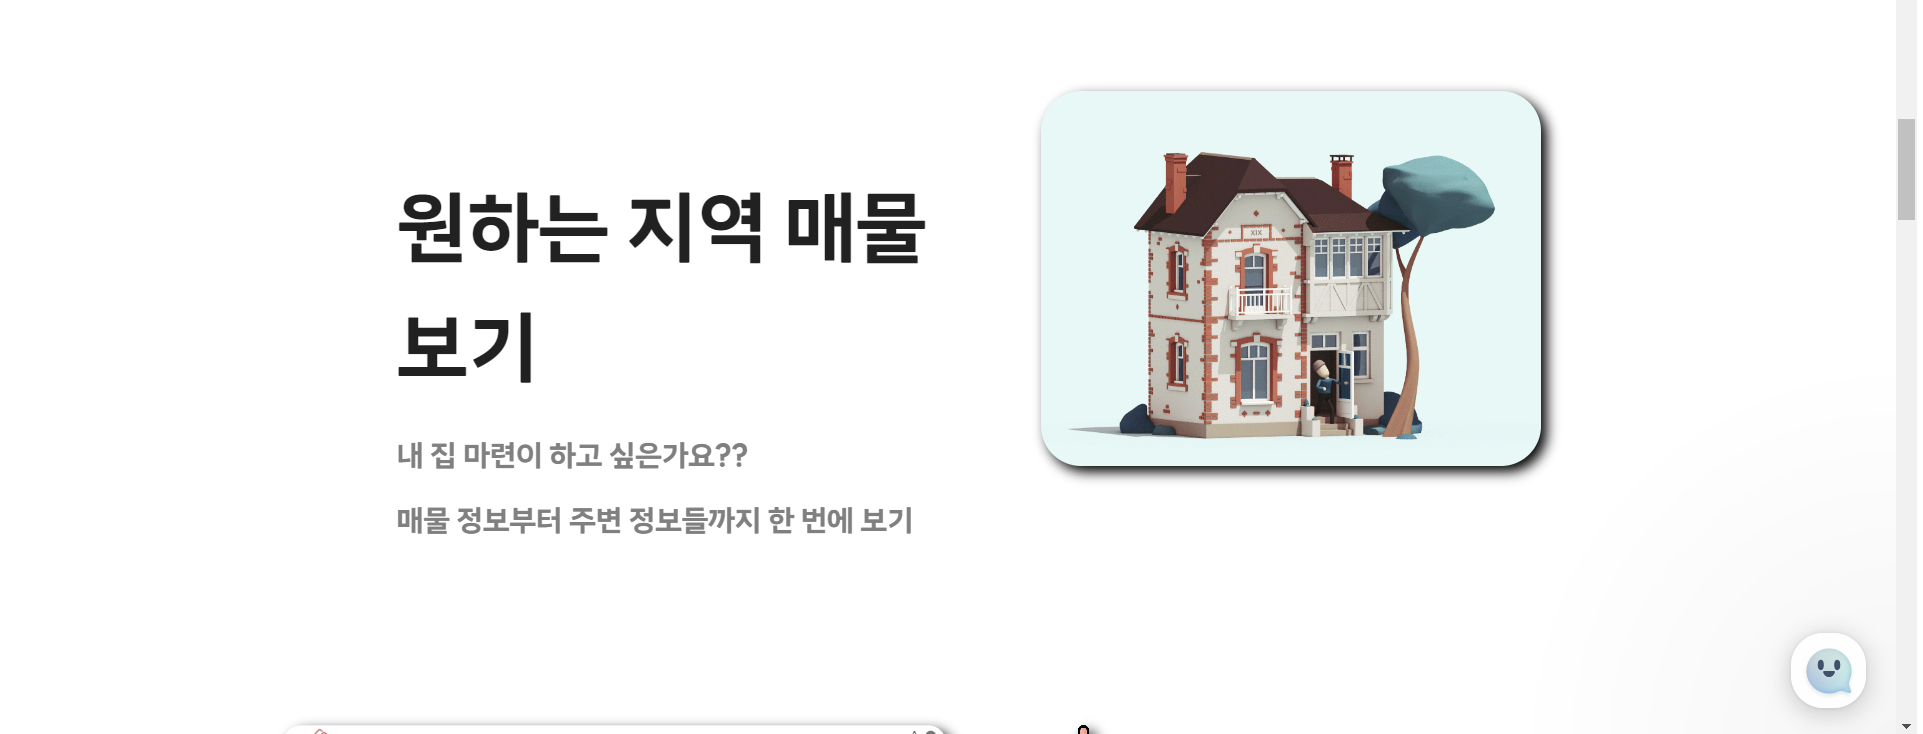 원하는 지역 매물
보기
내 집 마련이 하고 싶은가요??
매물 정보부터 주변 정보들까지 한 번에 보기
XIX